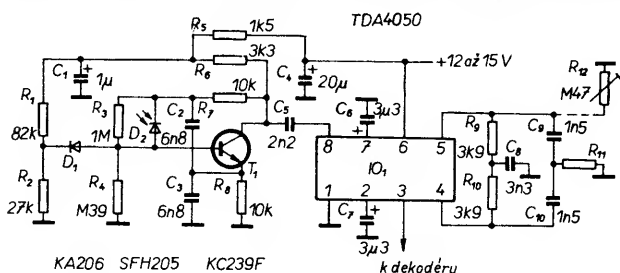 TDA4050
R5
1k5
+12 až 15V
C1
+
1μ
R6
3k3
C4
+
20μ
R12
M47
R1
82k
R3
1M
D2
C2
6n8
R7
10k
C5
2n2
C6
3μ3
+
R9
3k9
C9
1n5
D1
T1
8
7
6
5
IO1
C8
3n3
R11
R2
27k
R4
M39
C3
6n8
R8
10k
1
2
3
4
R10
3k9
C10
1n5
C7
+
3μ3
KA206 SFH205 KC239F
k dekodéru